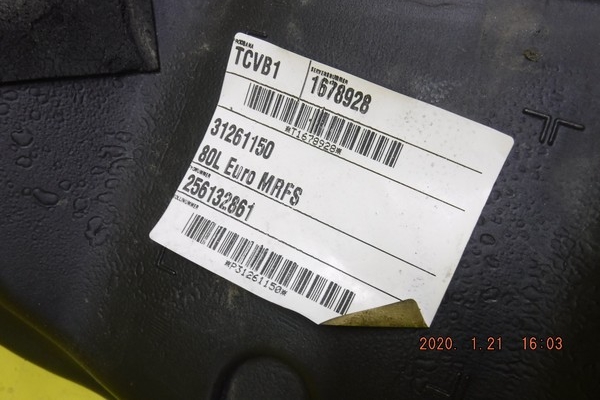 TCVB1
1678928
*T1678928*
31261150
80L Euro MRFS
256132861
*P31261150*
2020. 1.21 16:03